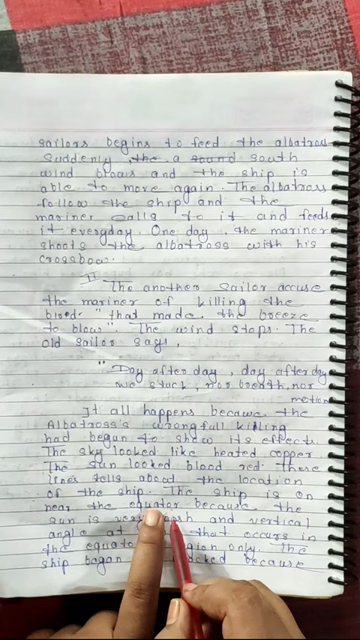 sailors begins to feed the albatross
Suddenly, the a sound south
wind blows and the ship is
able to more again. The albatross
follow the ship and the
mariner calls to it and feeds
it everyday. One day, the mariner
shoots the albatross with his
crossbow.
II
The another sailor accuse
the mariner of killing the
bird "that made the breeze
to blow". The wind stops. The
old sailor says,
"Day after day, day after day
we stuck, nor breath, nor
motion
It all happens because the
Albatross's wrongfull killing
had began to show its effects.
The sky looked like heated copper
The sun looked blood red. These
lines tells about the location
of the ship. The ship is on
near the equator because the
sun is very and vertical
angle at that occurs in
the only. The
ship began because